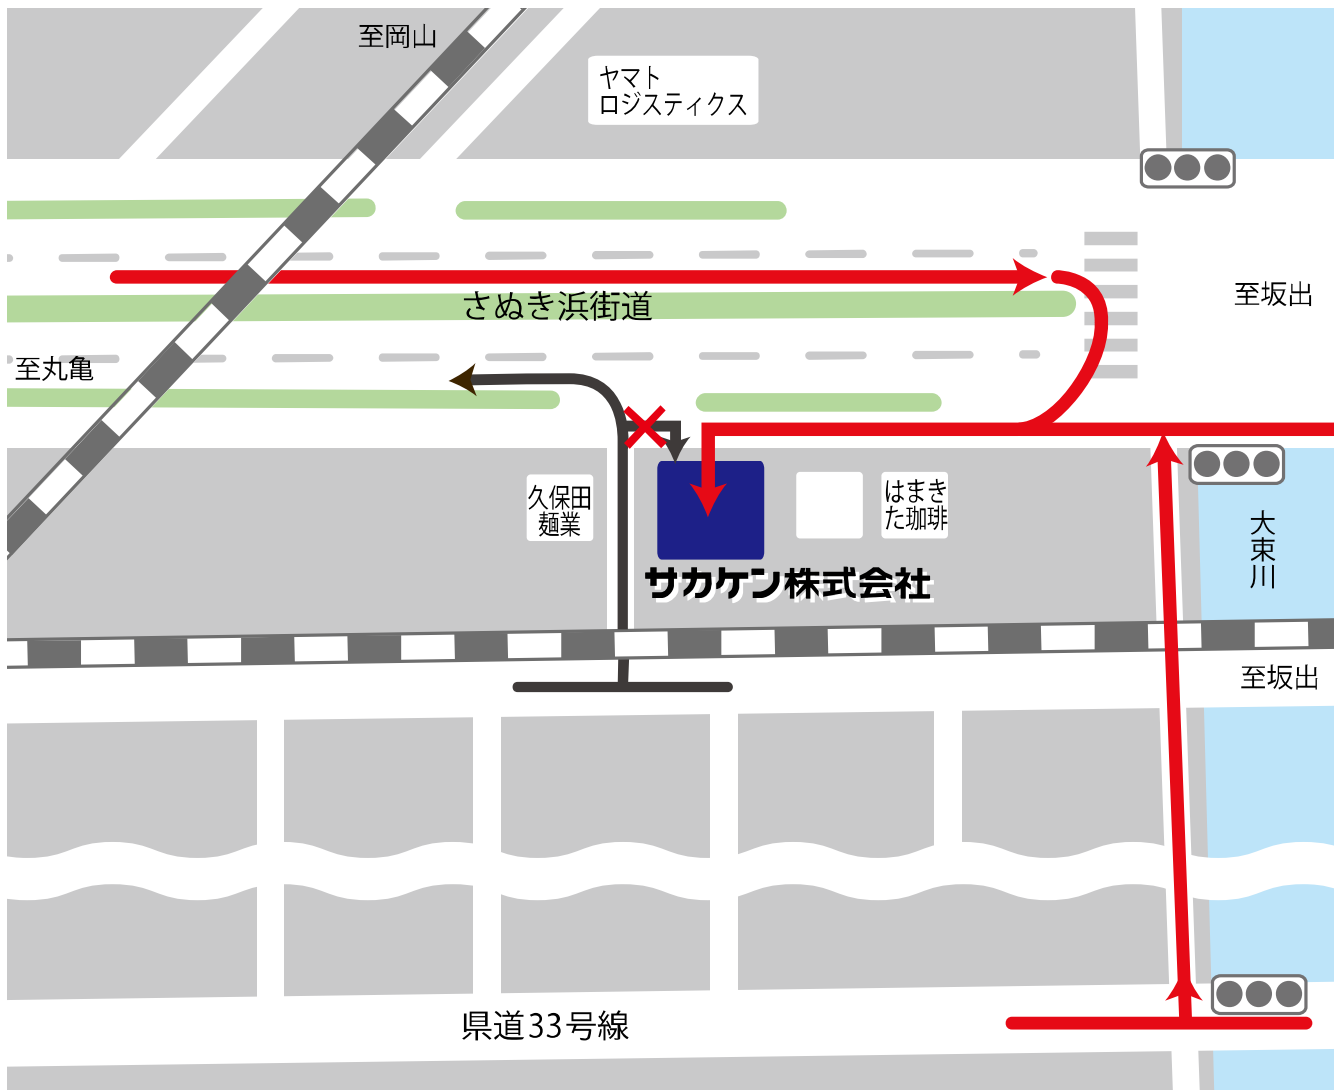 至岡山
ヤマト
ロジスティクス
至坂出
さぬき浜街道
至丸亀
久保田
麺業
はまき
た珈琲
大東川
サカケン株式会社
至坂出
県道33号線